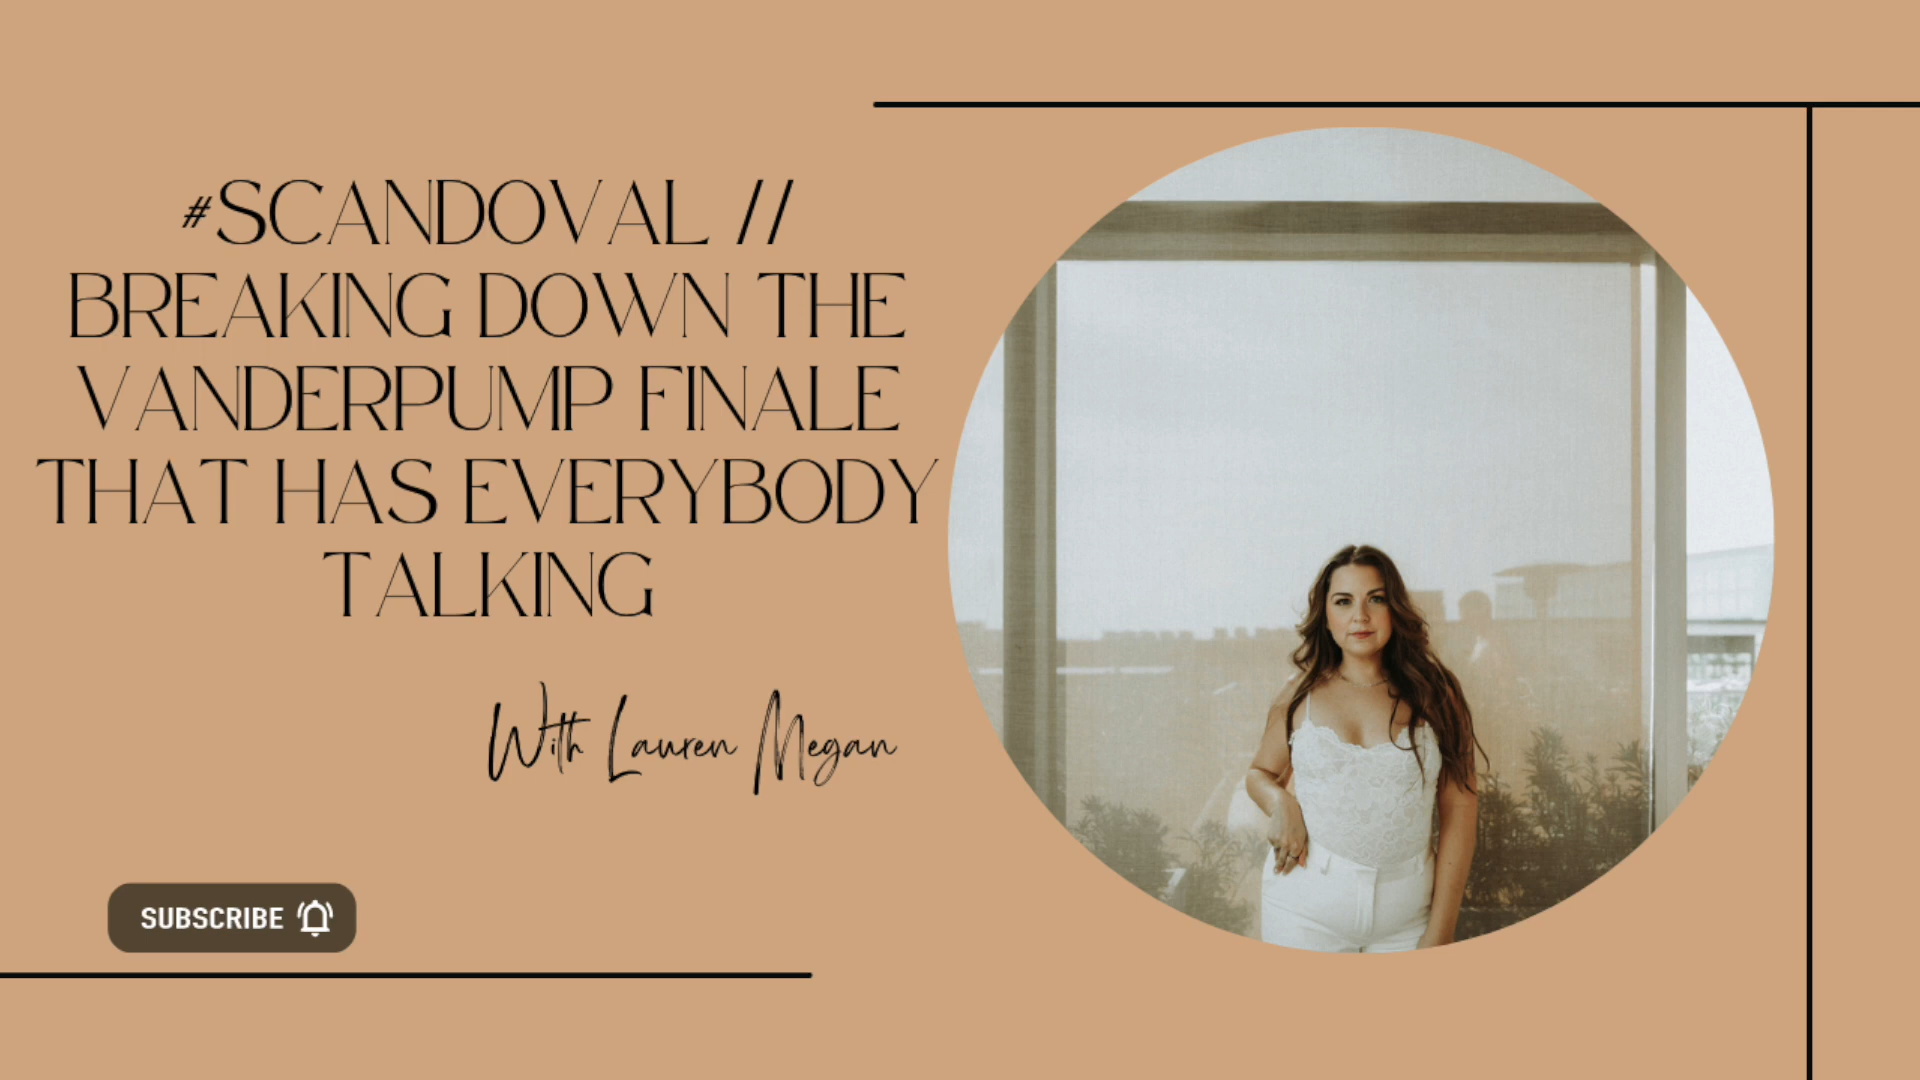 #SCANDOVAL //
BREAKING DOWN THE
VANDERPUMP FINALE
THAT HAS EVERYBODY
TALKING
With Lauren Megan
SUBSCRIBE